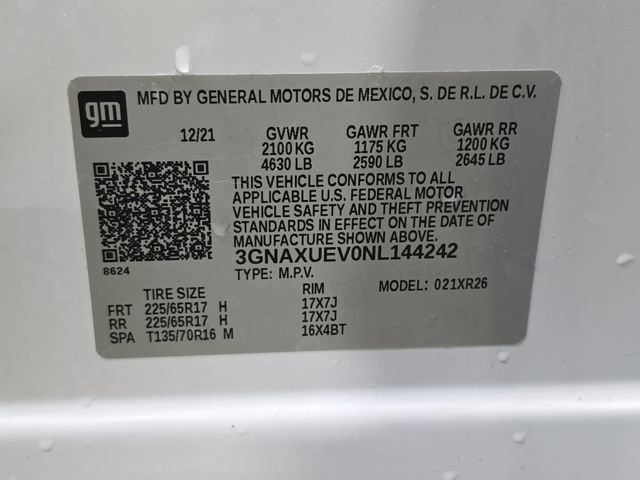 gm
MFD BY GENERAL MOTORS DE MEXICO, S. DE R.L. DE C.V.
12/21 GVWR GAWR FRT GAWR RR
2100 KG 1175 KG 1200 KG
4630 LB 2590 LB 2645 LB
THIS VEHICLE CONFORMS TO ALL
APPLICABLE U.S. FEDERAL MOTOR
VEHICLE SAFETY AND THEFT PREVENTION
STANDARDS IN EFFECT ON THE DATE OF
MANUFACTURE SHOWN ABOVE.
8624
3GNAXUEV0NL144242
TYPE: M.P.V. MODEL: 021XR26
TIRE SIZE RIM
FRT 225/65R17 H 17X7J
RR 225/65R17 H 17X7J
SPA T135/70R16 M 16X4BT